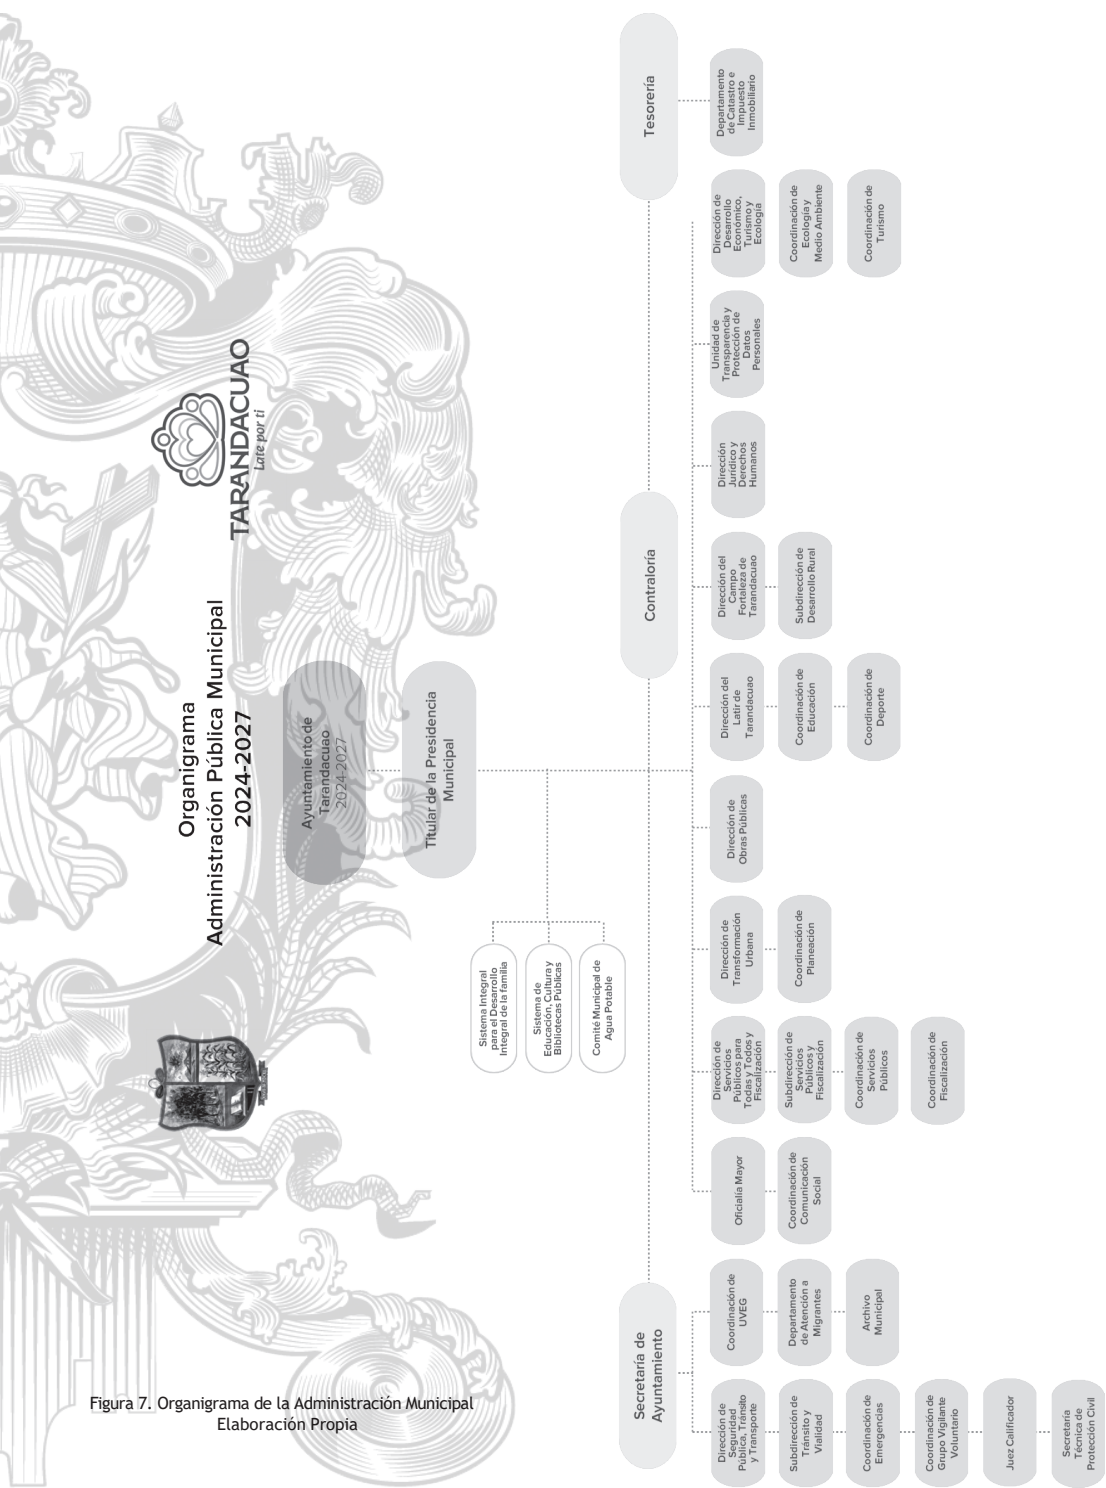 Organigrama
Administración Pública Municipal
2024-2027
TARANDACUAO
Late por ti
Ayuntamiento de
Tarandacuao
2024-2027
Titular de la Presidencia
Municipal
Sistema Integral
para el Desarrollo
Integral de la familia
Sistema de
Educación, Cultura y
Bibliotecas Públicas
Comité Municipal de
Agua Potable
Secretaría de
Ayuntamiento
Contraloría
Tesorería
Dirección de
Seguridad
Pública, Tránsito
y Transporte
Subdirección de
Tránsito y
Vialidad
Coordinación de
Emergencias
Coordinación de
Grupo Vigilante
Voluntario
Juez Calificador
Secretaría
Técnica de
Protección Civil
Coordinación de
UVEG
Departamento
de Atención a
Migrantes
Archivo
Municipal
Oficialía Mayor
Coordinación de
Comunicación
Social
Dirección de
Servicios
Públicos para
Todas y Todos y
Fiscalización
Subdirección de
Servicios
Públicos y
Fiscalización
Coordinación de
Servicios
Públicos
Coordinación de
Fiscalización
Dirección de
Transformación
Urbana
Coordinación de
Planeación
Dirección de
Obras Públicas
Dirección del
Latir de
Tarandacuao
Coordinación de
Educación
Coordinación de
Deporte
Dirección del
Campo
Fortaleza de
Tarandacuao
Subdirección de
Desarrollo Rural
Dirección
Jurídico y
Derechos
Humanos
Unidad de
Transparencia y
Protección de
Datos
Personales
Dirección de
Desarrollo
Económico,
Turismo y
Ecología
Coordinación de
Ecología y
Medio Ambiente
Coordinación de
Turismo
Departamento
de Catastro e
Impuesto
Inmobiliario
Figura 7. Organigrama de la Administración Municipal
Elaboración Propia